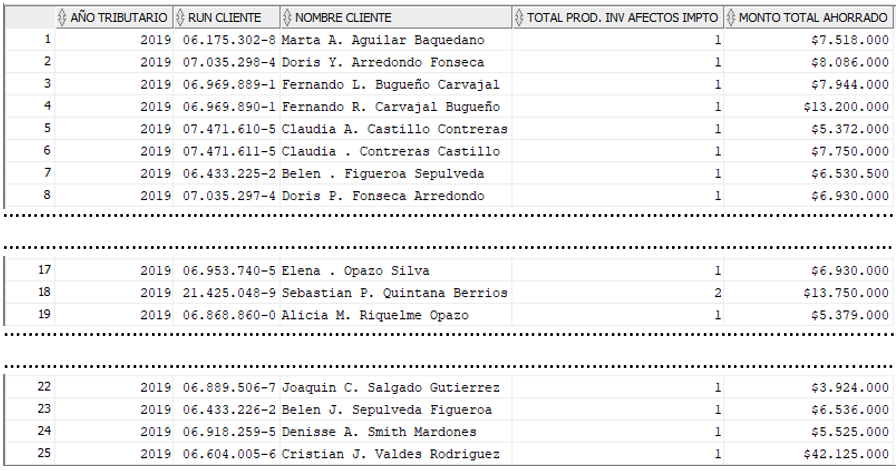 AÑO TRIBUTARIO RUN CLIENTE NOMBRE CLIENTE TOTAL PROD. INV AFECTOS IMPTO MONTO TOTAL AHORRADO
1 2019 06.175.302-8 Marta A. Aguilar Baquedano 1 $7.518.000
2 2019 07.035.298-4 Doris Y. Arredondo Fonseca 1 $8.086.000
3 2019 06.969.889-1 Fernando L. Bugueño Carvajal 1 $7.944.000
4 2019 06.969.890-1 Fernando R. Carvajal Bugueño 1 $13.200.000
5 2019 07.471.610-5 Claudia A. Castillo Contreras 1 $5.372.000
6 2019 07.471.611-5 Claudia . Contreras Castillo 1 $7.750.000
7 2019 06.433.225-2 Belen . Figueroa Sepulveda 1 $6.530.500
8 2019 07.035.297-4 Doris P. Fonseca Arredondo 1 $6.930.000
17 2019 06.953.740-5 Elena . Opazo Silva 1 $6.930.000
18 2019 21.425.048-9 Sebastian P. Quintana Berrios 2 $13.750.000
19 2019 06.868.860-0 Alicia M. Riquelme Opazo 1 $5.379.000
22 2019 06.889.506-7 Joaquin C. Salgado Gutierrez 1 $3.924.000
23 2019 06.433.226-2 Belen J. Sepulveda Figueroa 1 $6.536.000
24 2019 06.918.259-5 Denisse A. Smith Mardones 1 $5.525.000
25 2019 06.604.005-6 Cristian J. Valdes Rodriguez 1 $42.125.000